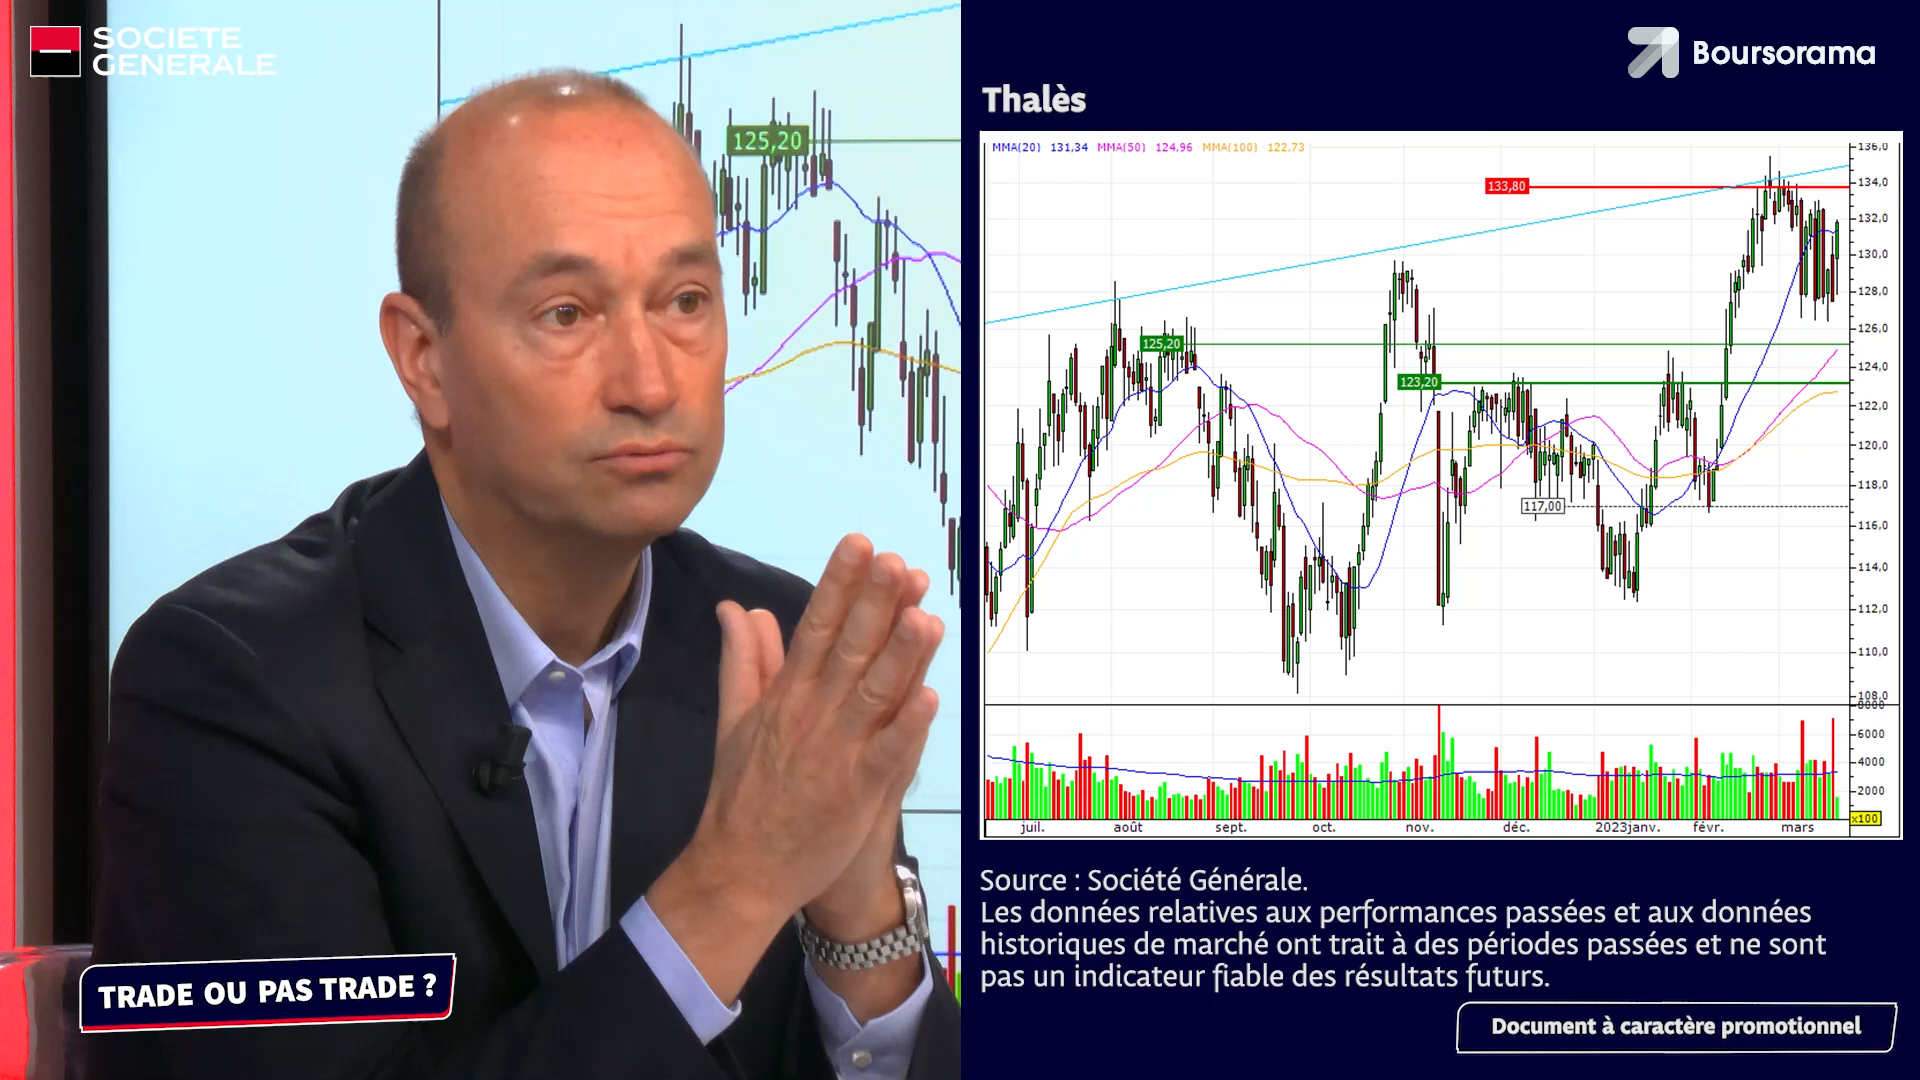 SOCIETE
GENERALE
125,20
TRADE OU PAS TRADE ?
Boursorama
Thalès
MMA(20) 131,34 MMA(50) 124,96 MMA(100) 122,73
136,0
134,0
132,0
130,0
128,0
126,0
124,0
122,0
120,0
118,0
116,0
114,0
112,0
110,0
108,0
133,80
125,20
123,20
117,00
8000
6000
4000
2000
x100
juil. août sept. oct. nov. déc. 2023janv. févr. mars
Source : Société Générale.
Les données relatives aux performances passées et aux données
historiques de marché ont trait à des périodes passées et ne sont
pas un indicateur fiable des résultats futurs.
Document à caractère promotionnel